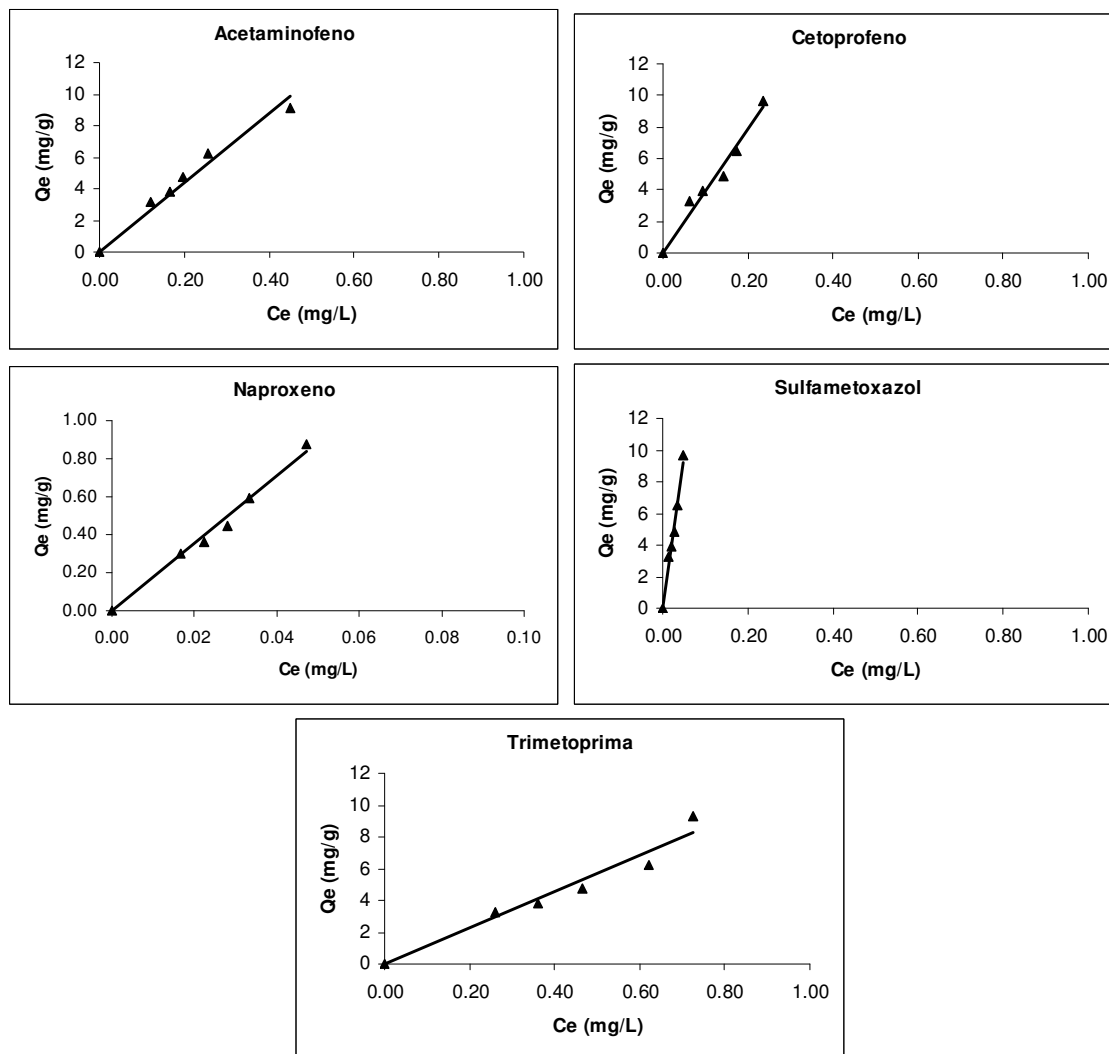 Acetaminofeno
12
10
8
6
4
2
0
Qe (mg/g)
0.00 0.20 0.40 0.60 0.80 1.00
Ce (mg/L)
Cetoprofeno
12
10
8
6
4
2
0
Qe (mg/g)
0.00 0.20 0.40 0.60 0.80 1.00
Ce (mg/L)
Naproxeno
1.00
0.80
0.60
0.40
0.20
0.00
Qe (mg/g)
0.00 0.02 0.04 0.06 0.08 0.10
Ce (mg/L)
Sulfametoxazol
12
10
8
6
4
2
0
Qe (mg/g)
0.00 0.20 0.40 0.60 0.80 1.00
Ce (mg/L)
Trimetoprima
12
10
8
6
4
2
0
Qe (mg/g)
0.00 0.20 0.40 0.60 0.80 1.00
Ce (mg/L)